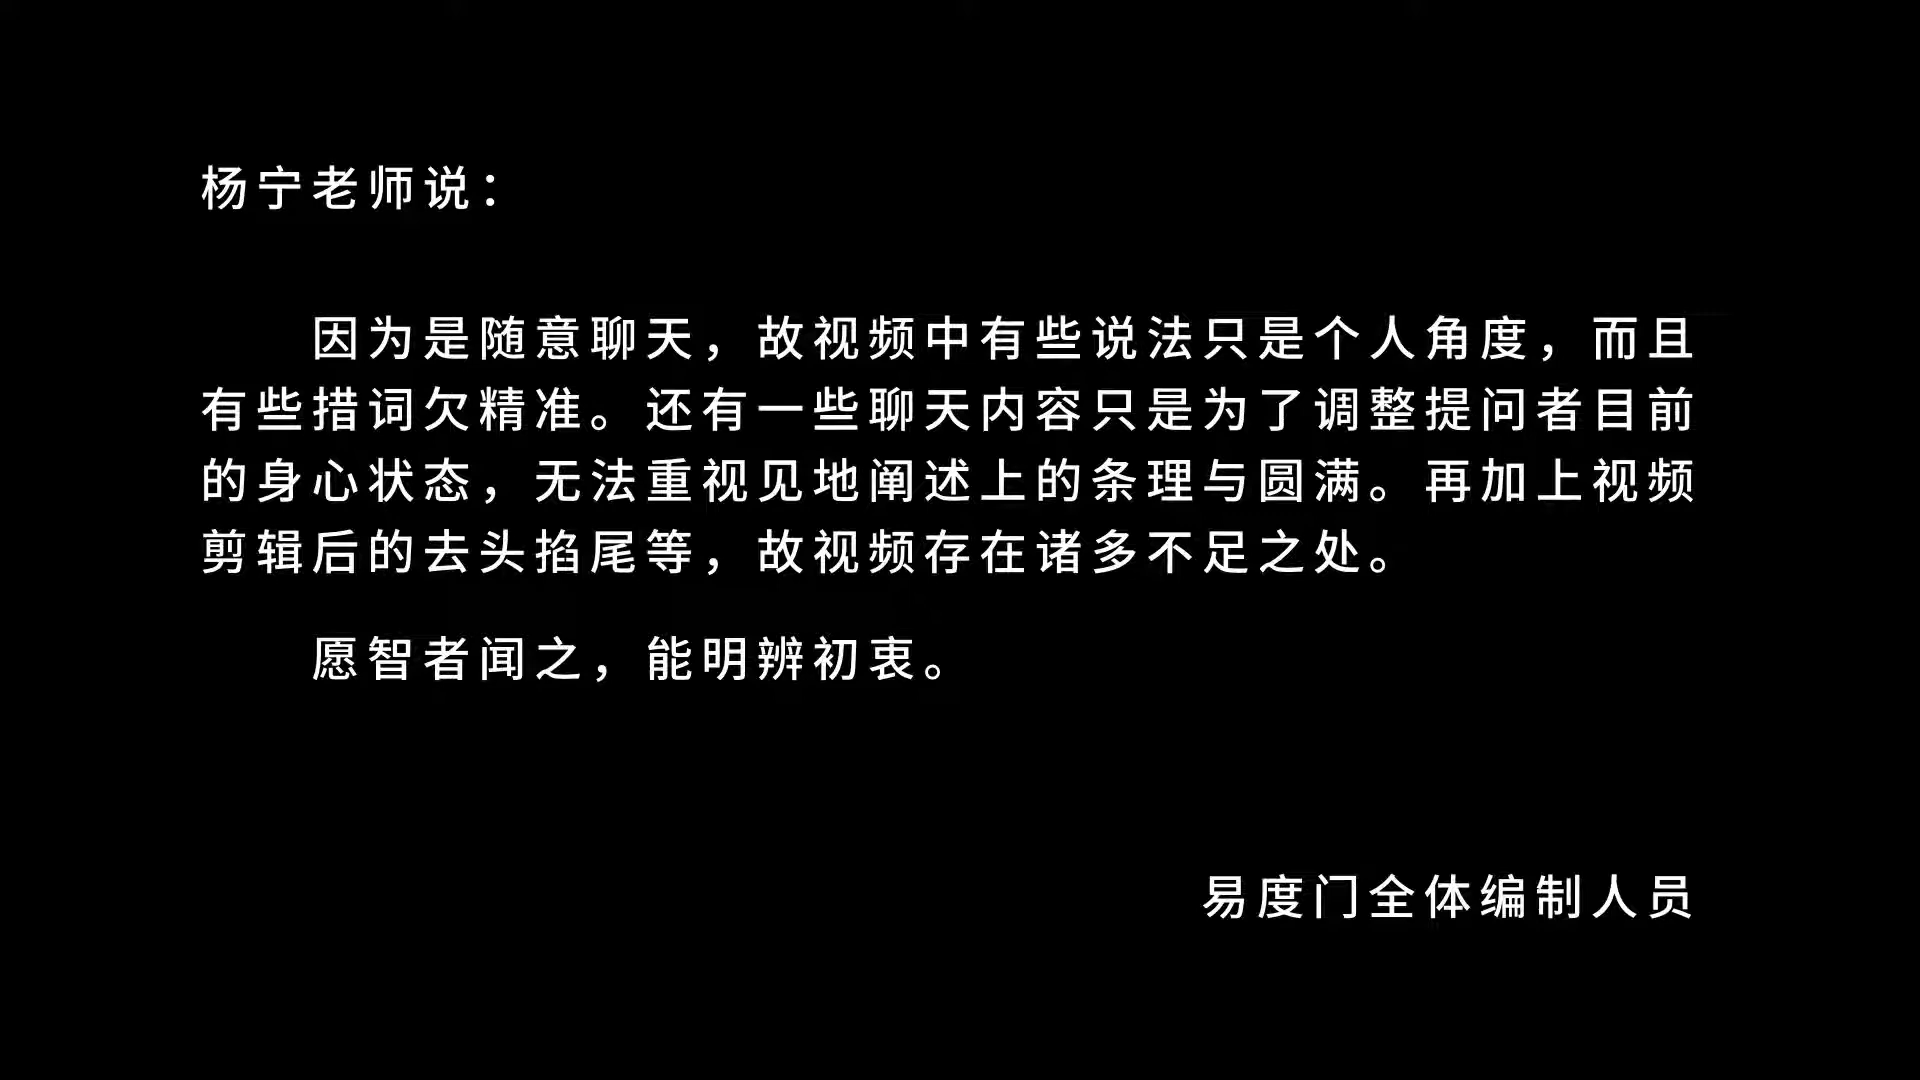 杨宁老师说：
因为是随意聊天，故视频中有些说法只是个人角度，而且
有些措词欠精准。还有一些聊天内容只是为了调整提问者目前
的身心状态，无法重视见地阐述上的条理与圆满。再加上视频
剪辑后的去头掐尾等，故视频存在诸多不足之处。
愿智者闻之，能明辨初衷。
易度门全体编制人员